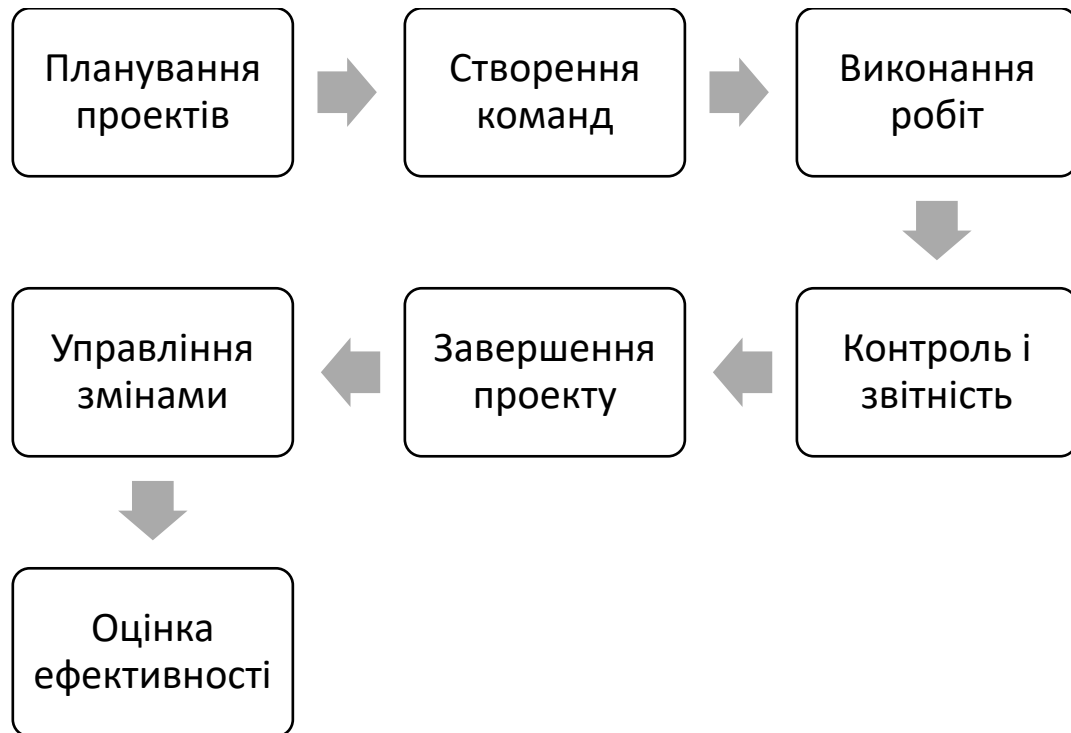 Планування
проектів
Створення
команд
Виконання
робіт
Контроль і
звітність
Завершення
проекту
Управління
змінами
Оцінка
ефективності